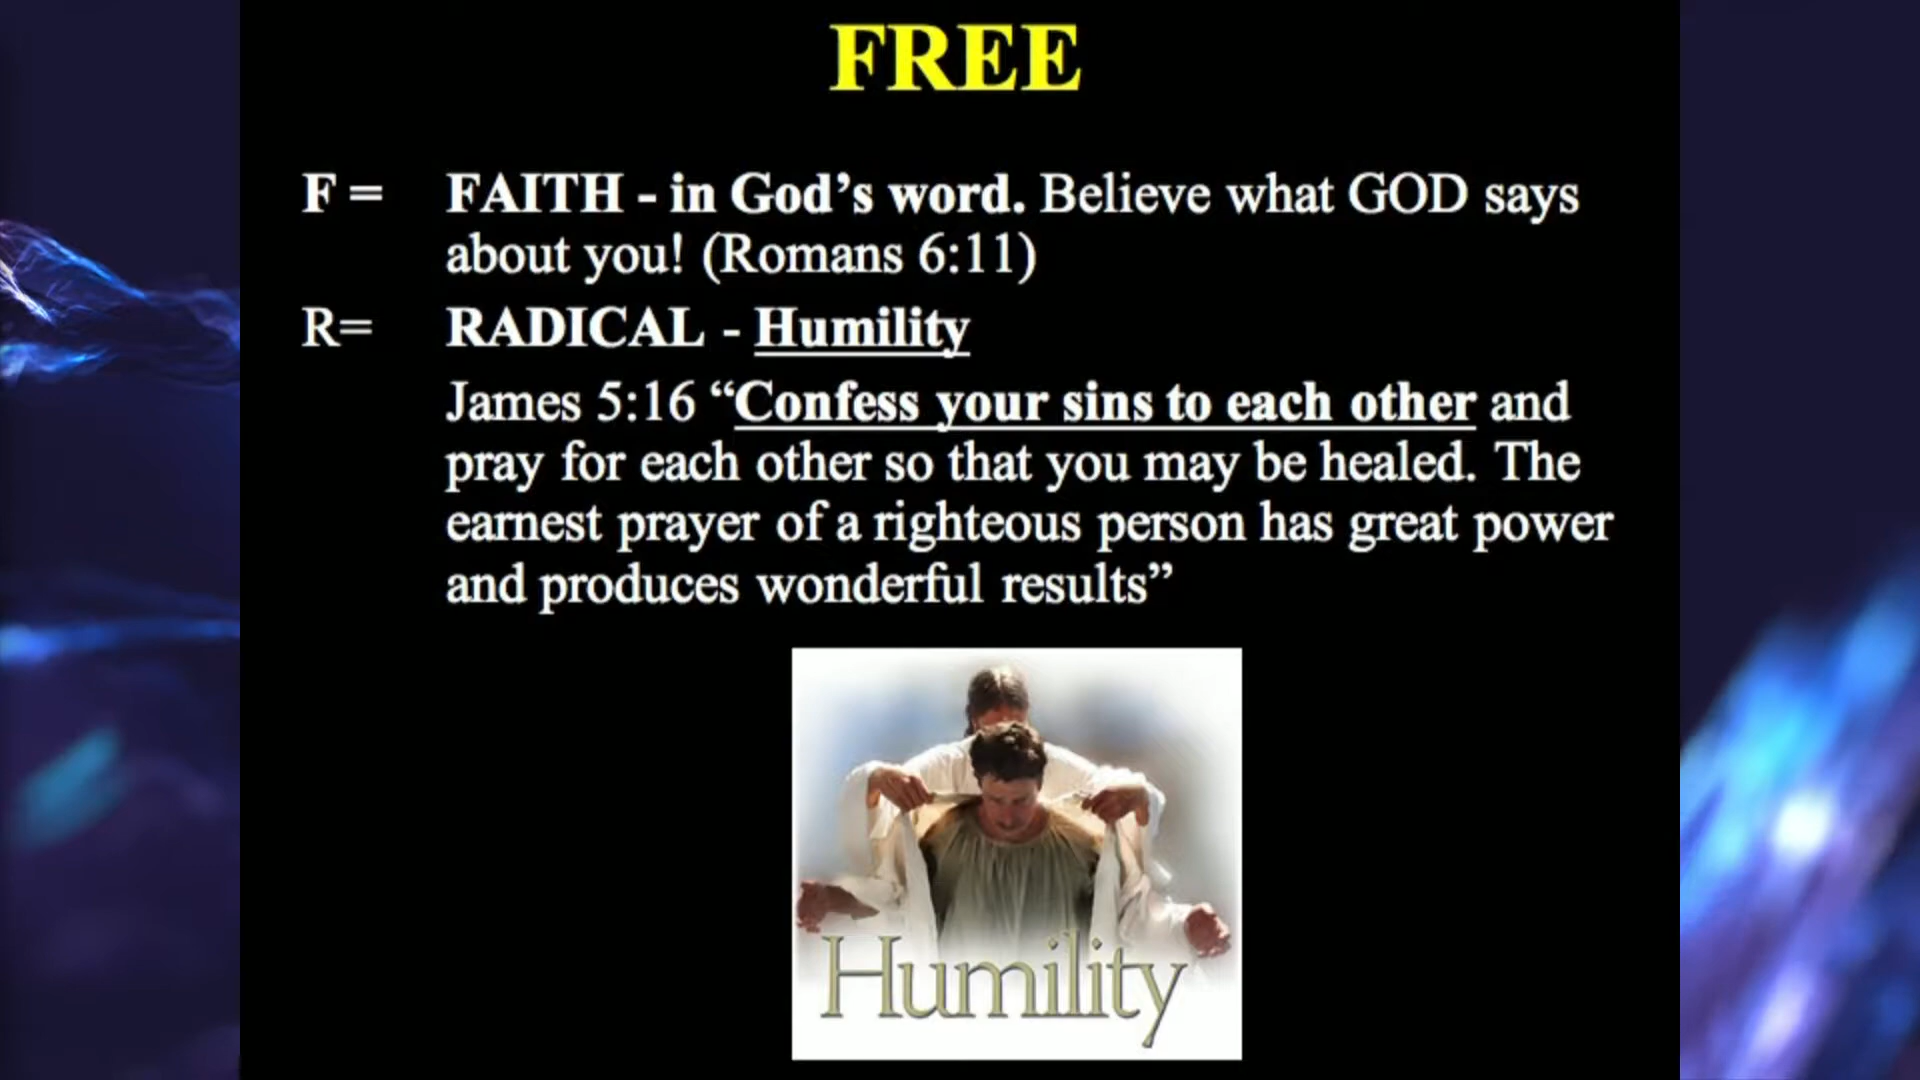 FREE
F = FAITH - in God’s word. Believe what GOD says
about you! (Romans 6:11)
R= RADICAL - Humility
James 5:16 “Confess your sins to each other and
pray for each other so that you may be healed. The
earnest prayer of a righteous person has great power
and produces wonderful results”
Humility